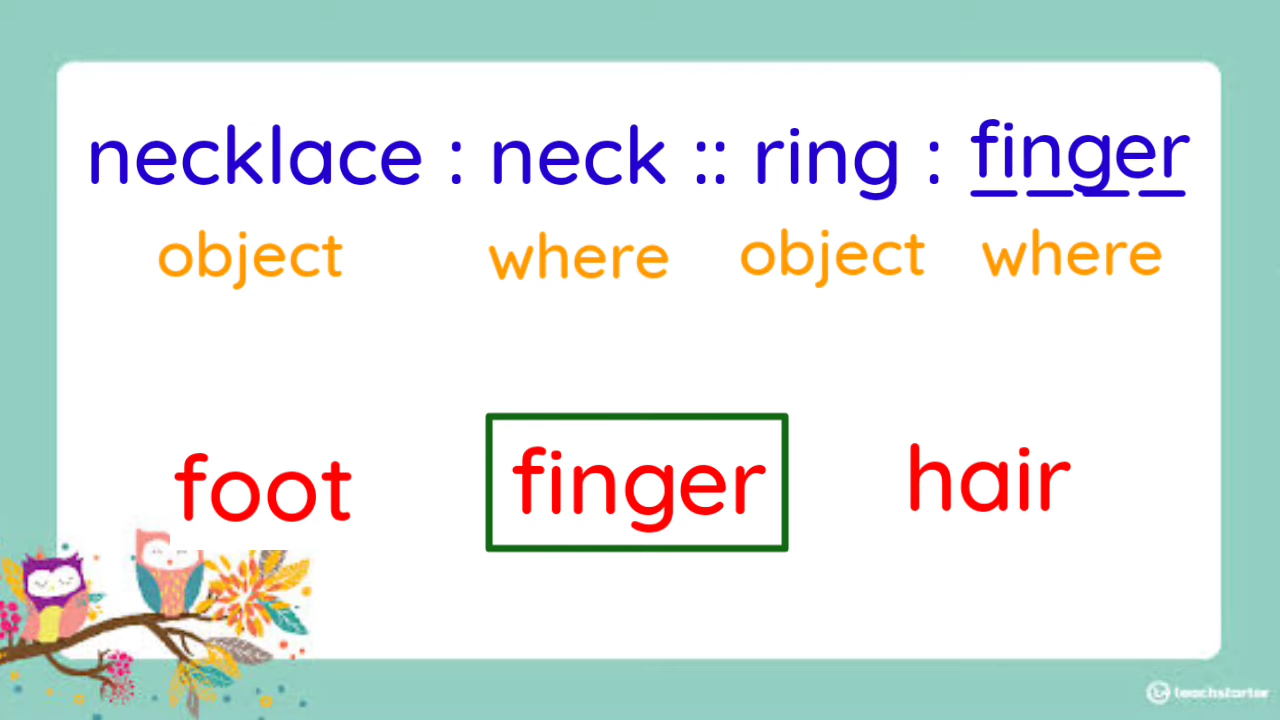 necklace : neck :: ring : finger
object where object where
foot finger hair
teachstarter